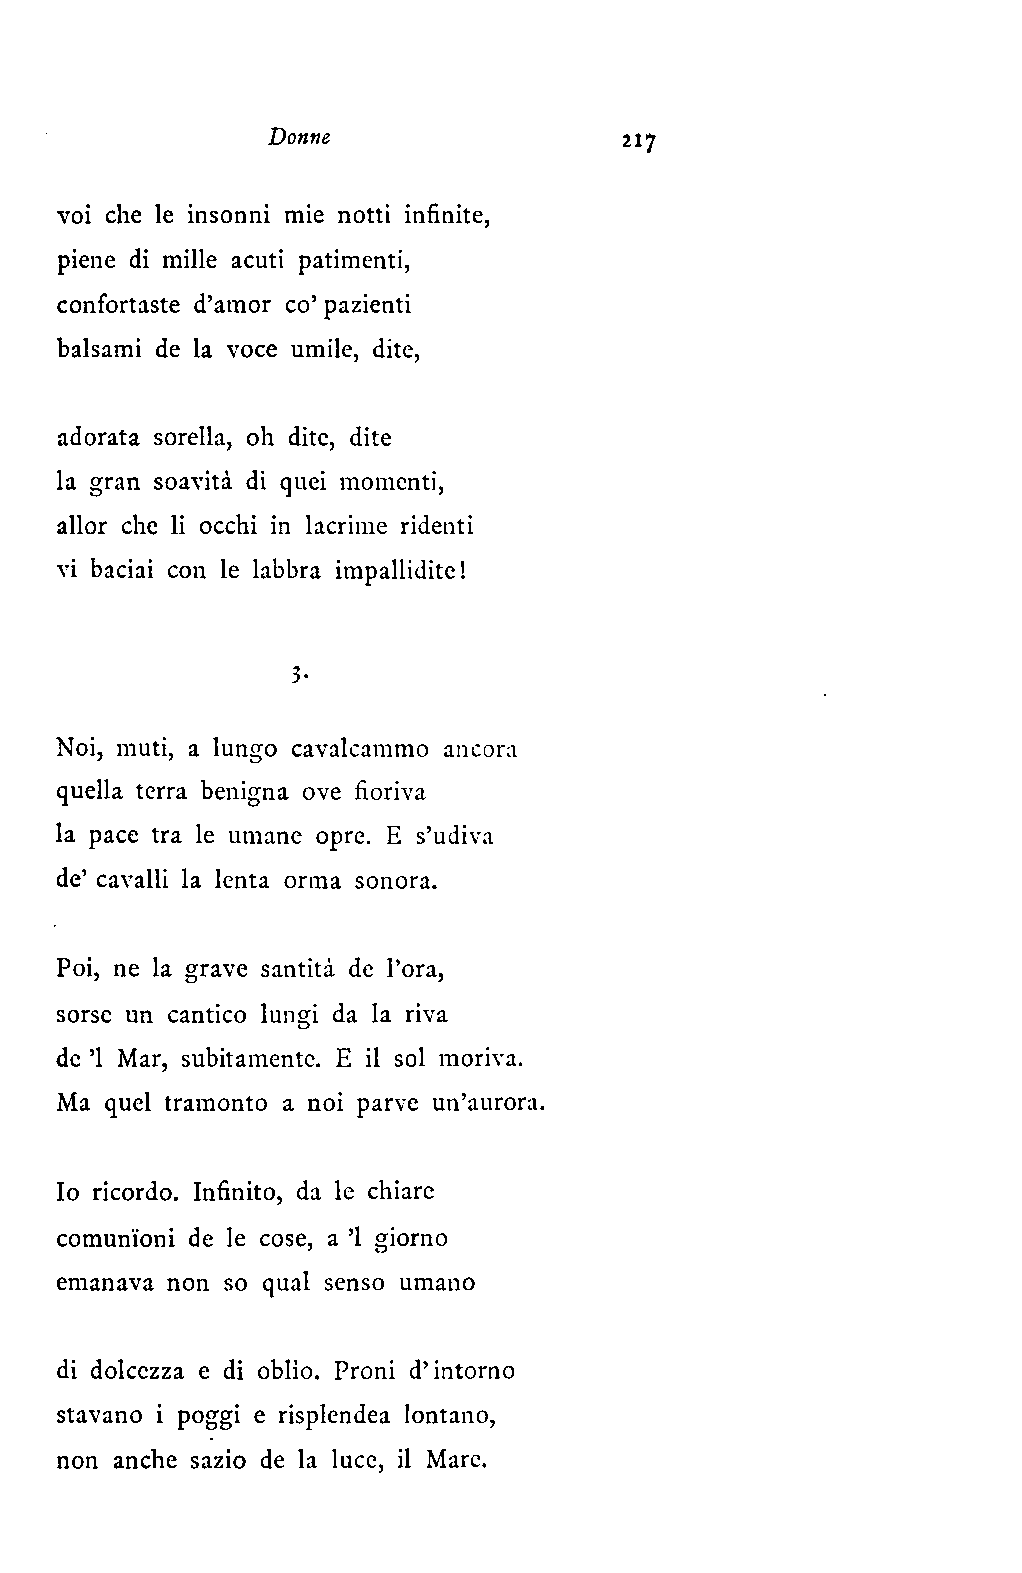 Donne 217
voi che le insonni mie notti infinite,
piene di mille acuti patimenti,
confortaste d'amor co' pazienti
balsami de la voce umile, dite,
adorata sorella, oh dite, dite
la gran soavità di quei momenti,
allor che li occhi in lacrime ridenti
vi baciai con le labbra impallidite!
3.
Noi, muti, a lungo cavalcammo ancora
quella terra benigna ove fioriva
la pace tra le umane opre. E s'udiva
de' cavalli la lenta orma sonora.
Poi, ne la grave santità de l'ora,
sorse un cantico lungi da la riva
de 'l Mar, subitamente. E il sol moriva.
Ma quel tramonto a noi parve un'aurora.
Io ricordo. Infinito, da le chiare
comunïoni de le cose, a 'l giorno
emanava non so qual senso umano
di dolcezza e di oblìo. Proni d'intorno
stavano i poggi e risplendea lontano,
non anche sazio de la luce, il Mare.